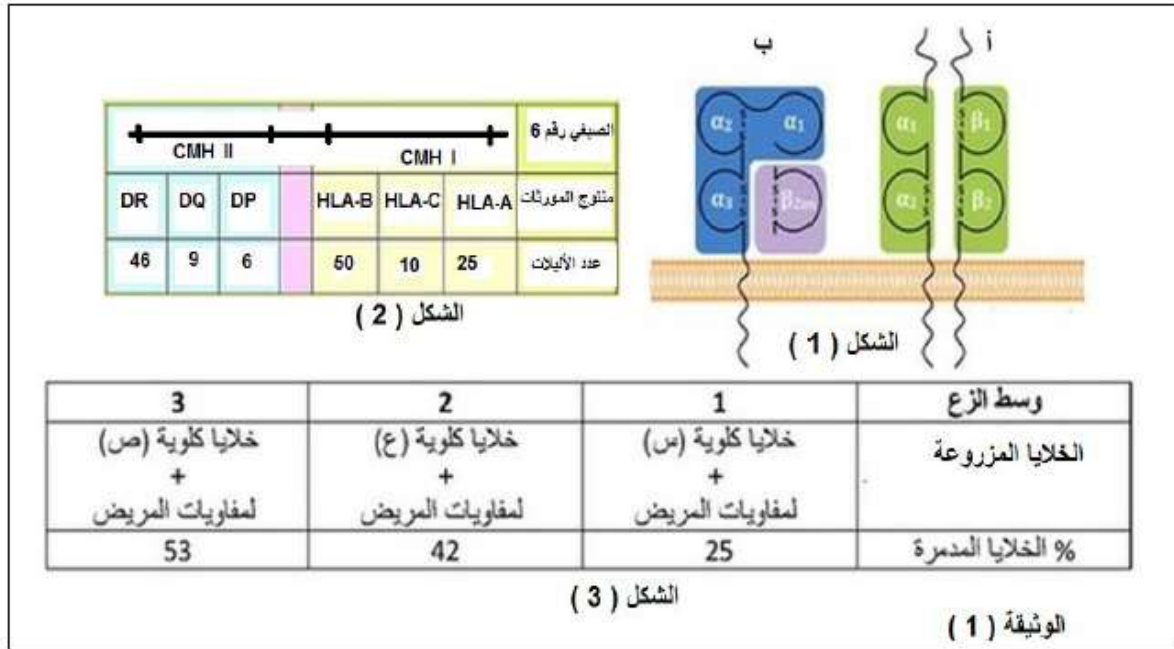 أ
ب
α₁ β₁
α₂ β₂
α₂ α₁
α₃ β₂m
الشكل ( 1 )
الصبغي رقم 6
CMH I
CMH II
منتوج المورثات HLA-A HLA-C HLA-B DP DQ DR
عدد الأليلات 25 10 50 6 9 46
الشكل ( 2 )
وسط الزع 1 2 3
الخلايا المزروعة
خلايا كلوية (س) خلايا كلوية (ع) خلايا كلوية (ص)
+ + +
لمفاويات المريض لمفاويات المريض لمفاويات المريض
% الخلايا المدمرة 25 42 53
الشكل ( 3 )
الوثيقة ( 1 )